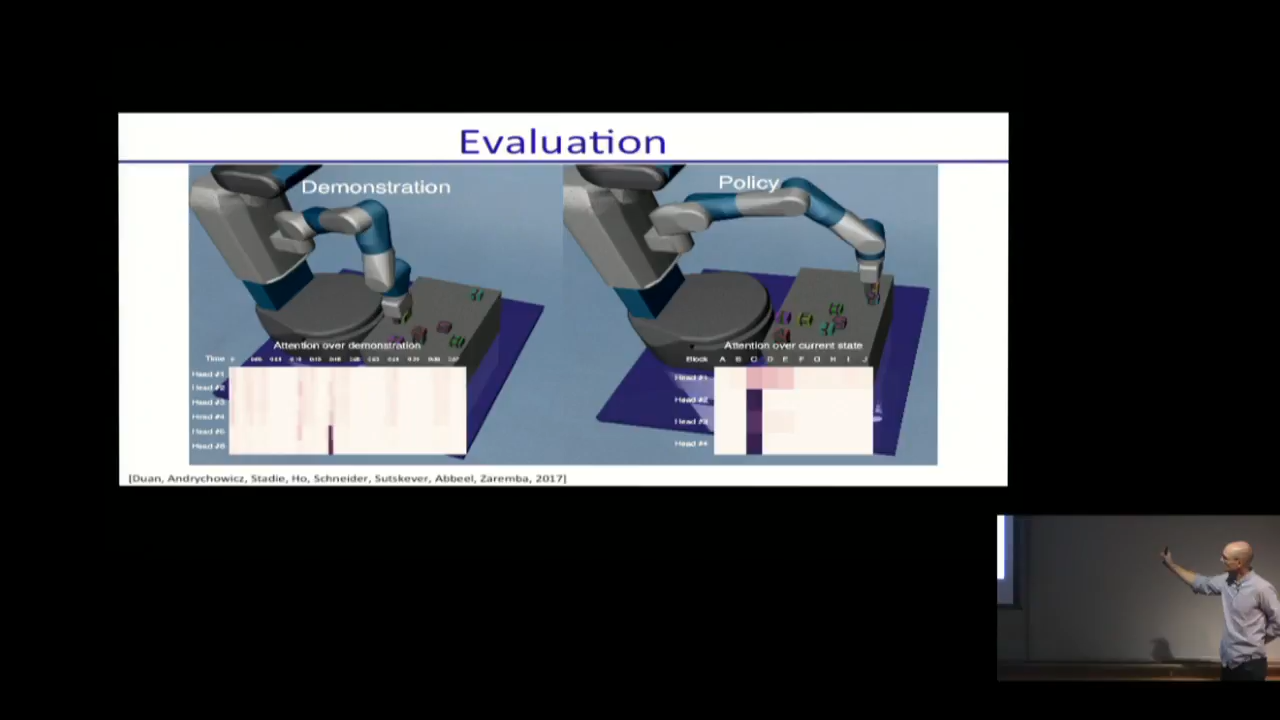 Evaluation
Demonstration
Policy
Attention over demonstration
Time
Head #1
Head #2
Head #3
Head #4
Head #5
Head #6
Attention over current state
Block A B C D E F G H I J
Head #1
Head #2
Head #3
Head #4
[Duan, Andrychowicz, Stadie, Ho, Schneider, Sutskever, Abbeel, Zaremba, 2017]